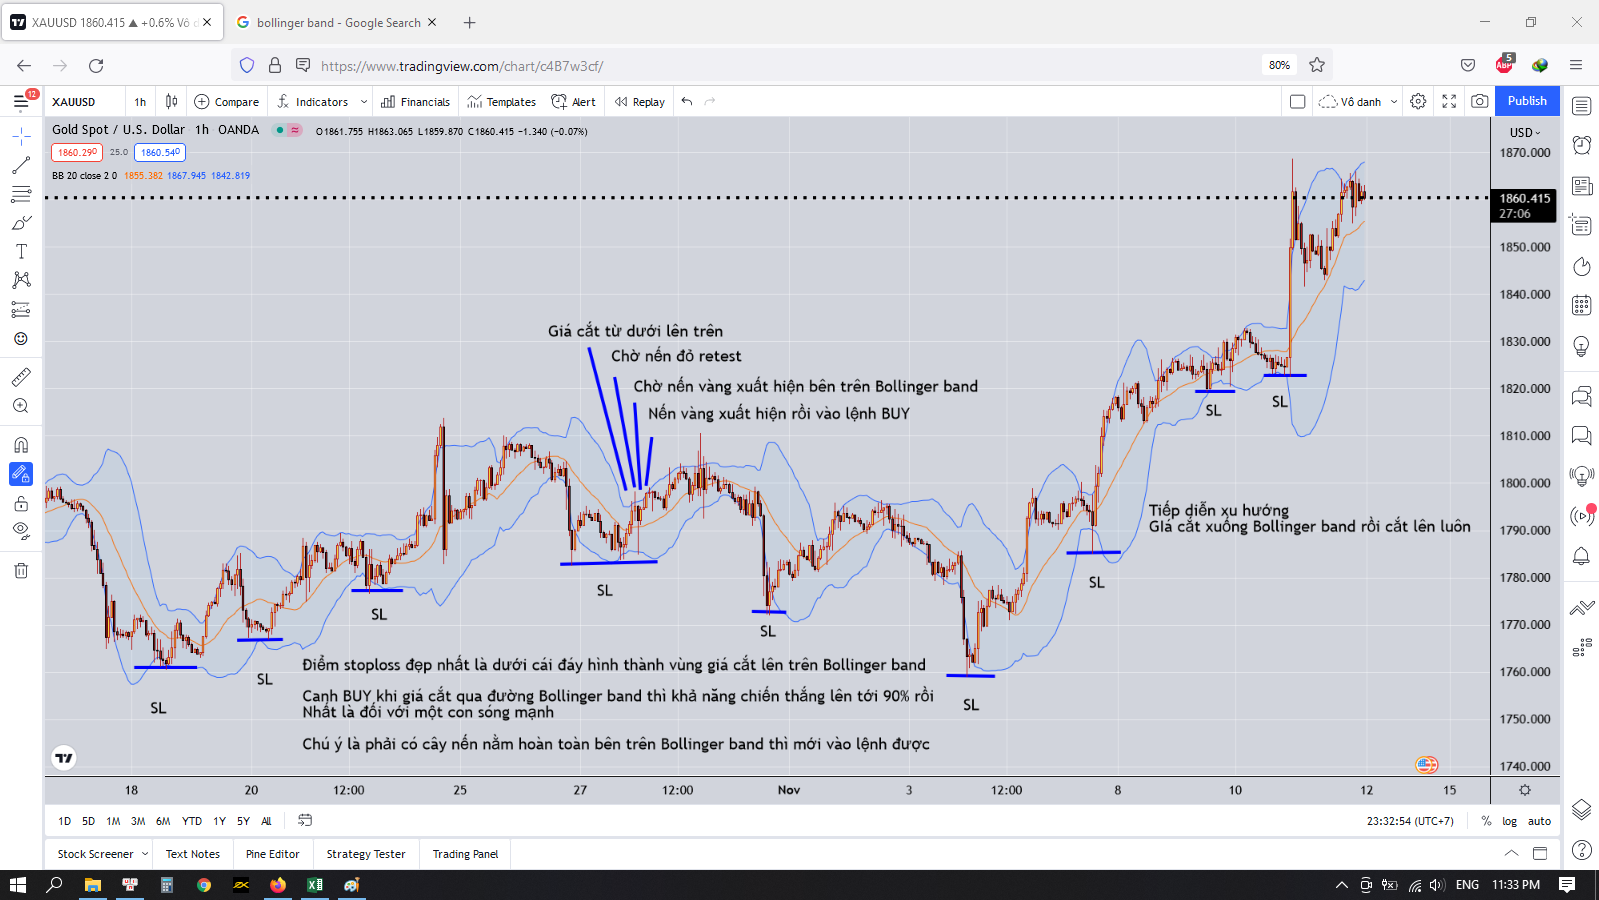 XAUUSD 1860.415 ▲ +0.6% Vô d
bollinger band - Google Search
https://www.tradingview.com/chart/c4B7w3cf/
80%
5
12
XAUUSD 1h Compare Indicators Financials Templates Alert Replay Vô danh Publish
Gold Spot / U.S. Dollar 1h OANDA O1861.755 H1863.065 L1859.870 C1860.415 −1.340 (−0.07%)
1860.290 25.0 1860.540
BB 20 close 2 0 1855.382 1867.945 1842.819
USD
1870.000
1860.415
27:06
1850.000
1840.000
1830.000
1820.000
1810.000
1800.000
1790.000
1780.000
1770.000
1760.000
1750.000
1740.000
Giá cắt từ dưới lên trên
Chờ nến đỏ retest
Chờ nến vàng xuất hiện bên trên Bollinger band
Nến vàng xuất hiện rồi vào lệnh BUY
SL
SL
Tiếp diễn xu hướng
Giá cắt xuống Bollinger band rồi cắt lên luôn
SL
SL
SL
SL
SL
SL
SL
Điểm stoploss đẹp nhất là dưới cái đáy hình thành vùng giá cắt lên trên Bollinger band
Canh BUY khi giá cắt qua đường Bollinger band thì khả năng chiến thắng lên tới 90% rồi
Nhất là đối với một con sóng mạnh
Chú ý là phải có cây nến nằm hoàn toàn bên trên Bollinger band thì mới vào lệnh được
18 20 12:00 25 27 12:00 Nov 3 12:00 8 10 12 15
1D 5D 1M 3M 6M YTD 1Y 5Y All 23:32:54 (UTC+7) % log auto
Stock Screener Text Notes Pine Editor Strategy Tester Trading Panel
ENG 11:33 PM